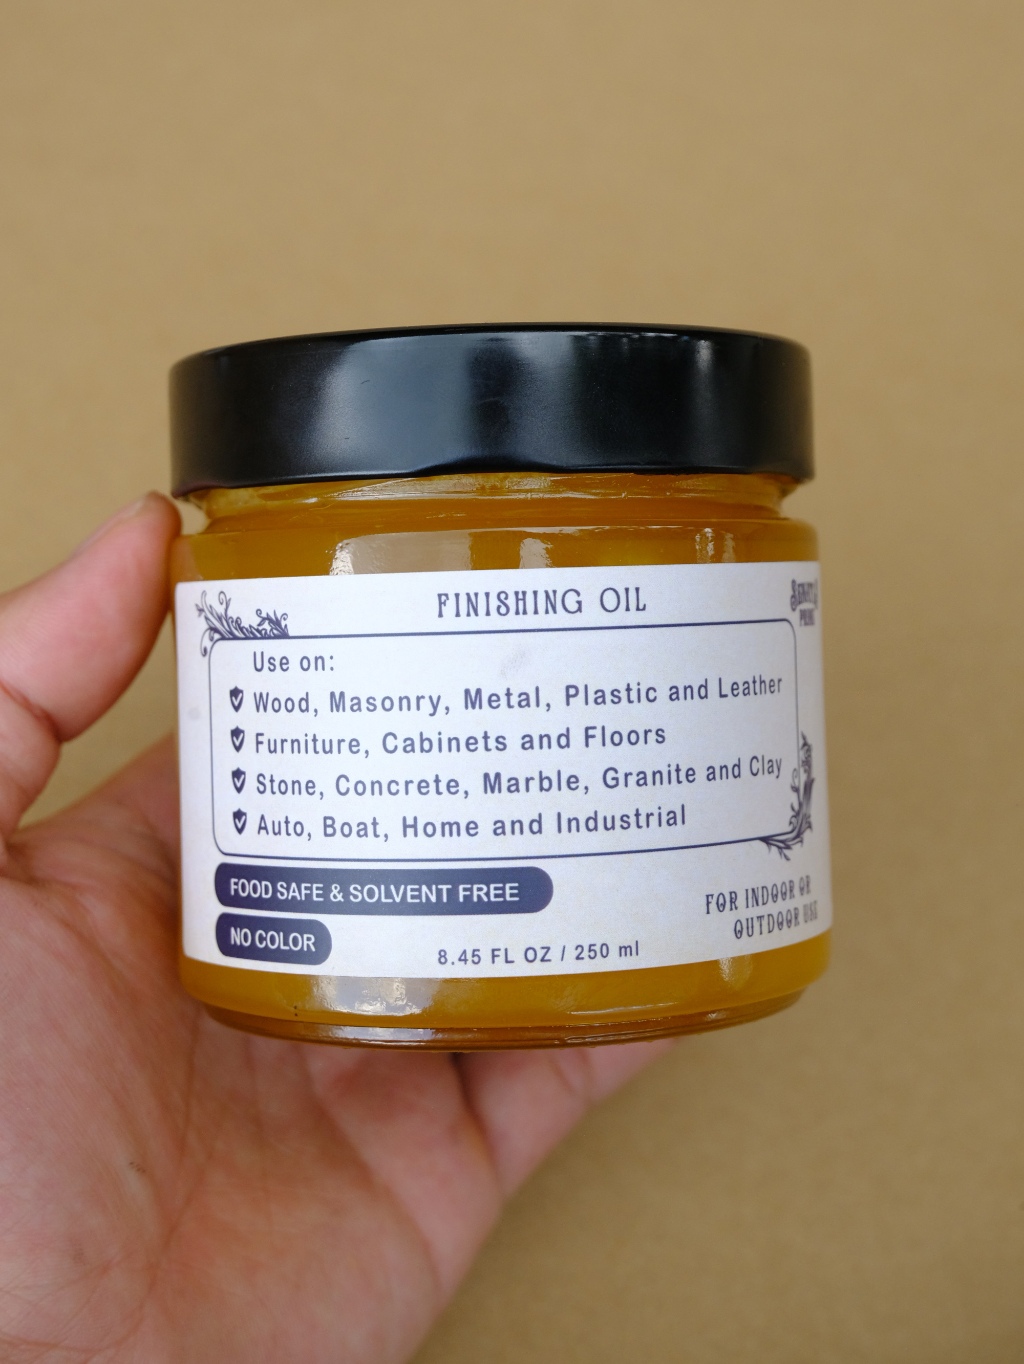 FINISHING OIL
Use on:
Wood, Masonry, Metal, Plastic and Leather
Furniture, Cabinets and Floors
Stone, Concrete, Marble, Granite and Clay
Auto, Boat, Home and Industrial
FOOD SAFE & SOLVENT FREE
NO COLOR
8.45 FL OZ / 250 ml
FOR INDOOR OR
OUTDOOR USE